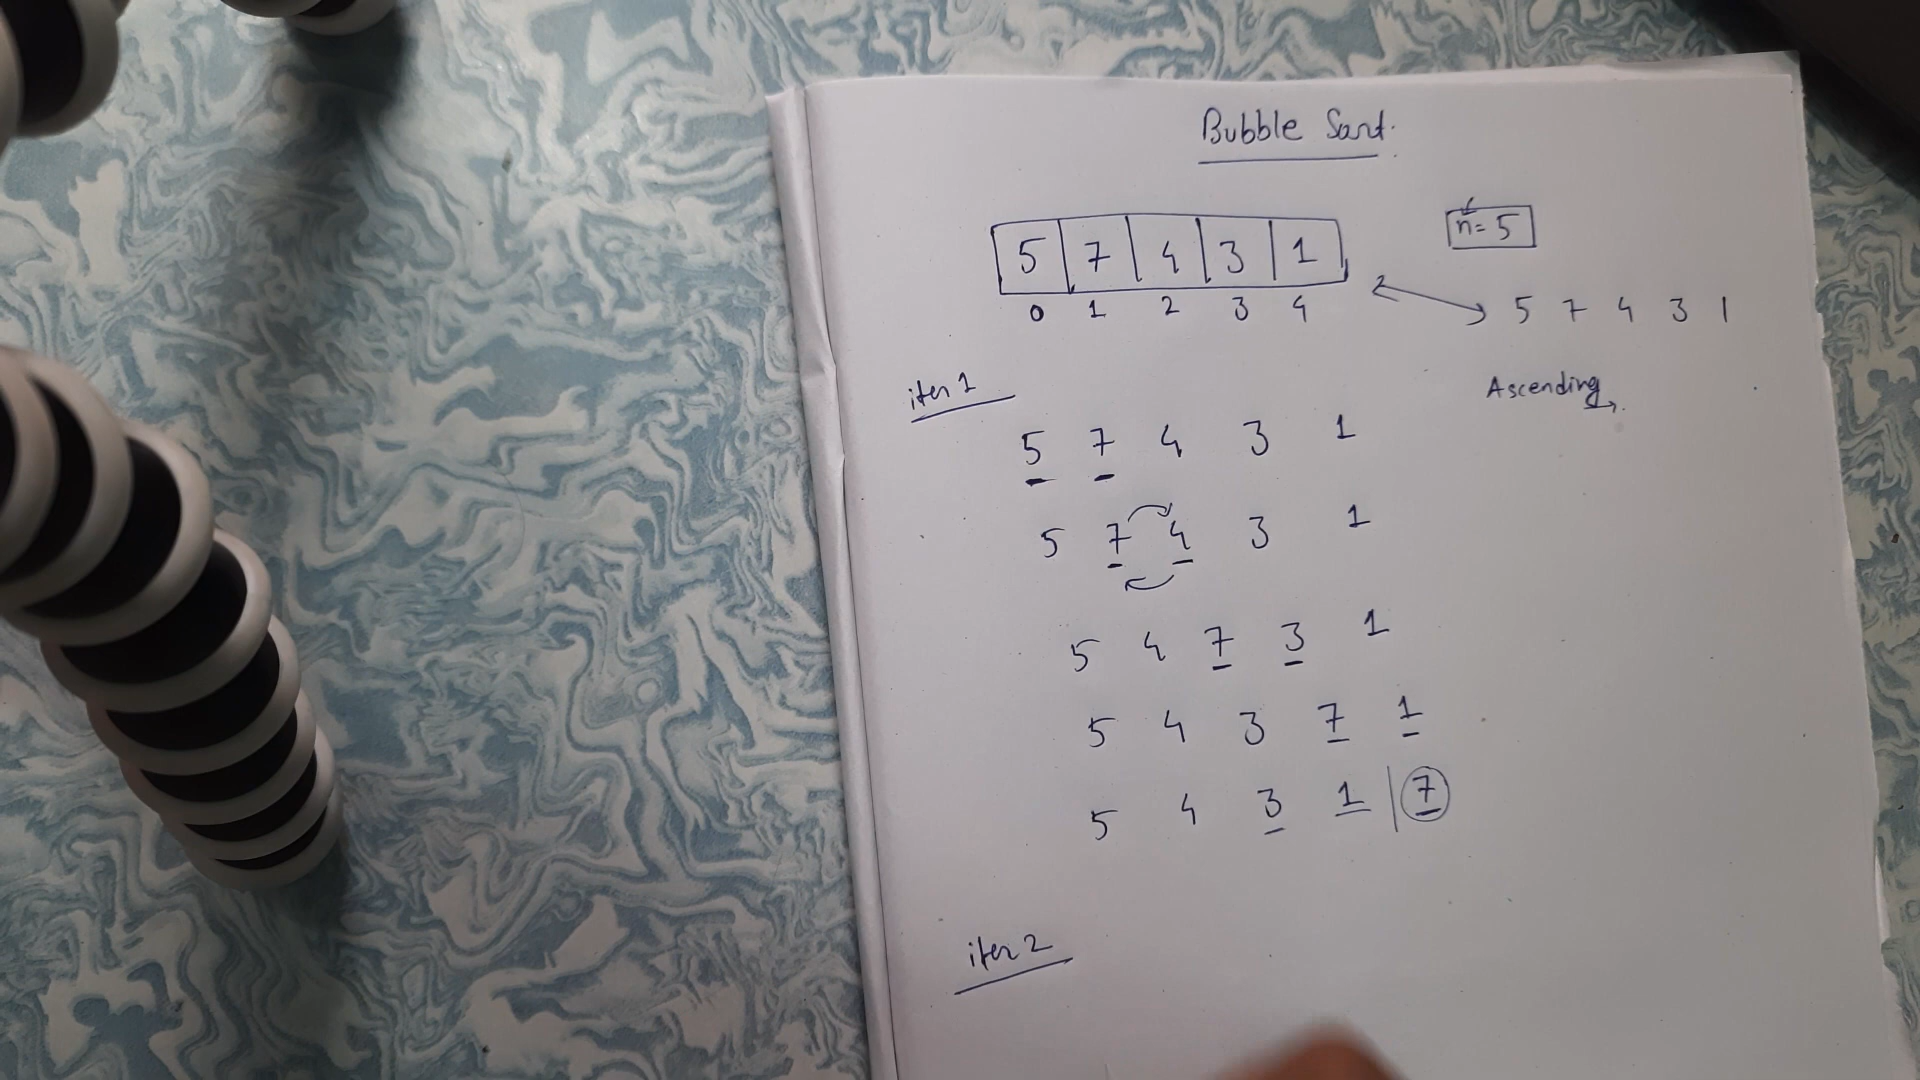 Bubble Sort.
5 7 4 3 1
n = 5
0 1 2 3 4
5 7 4 3 1
iter 1
Ascending
5 7 4 3 1
5 7 4 3 1
5 4 7 3 1
5 4 3 7 1
5 4 3 1 | 7
iter 2